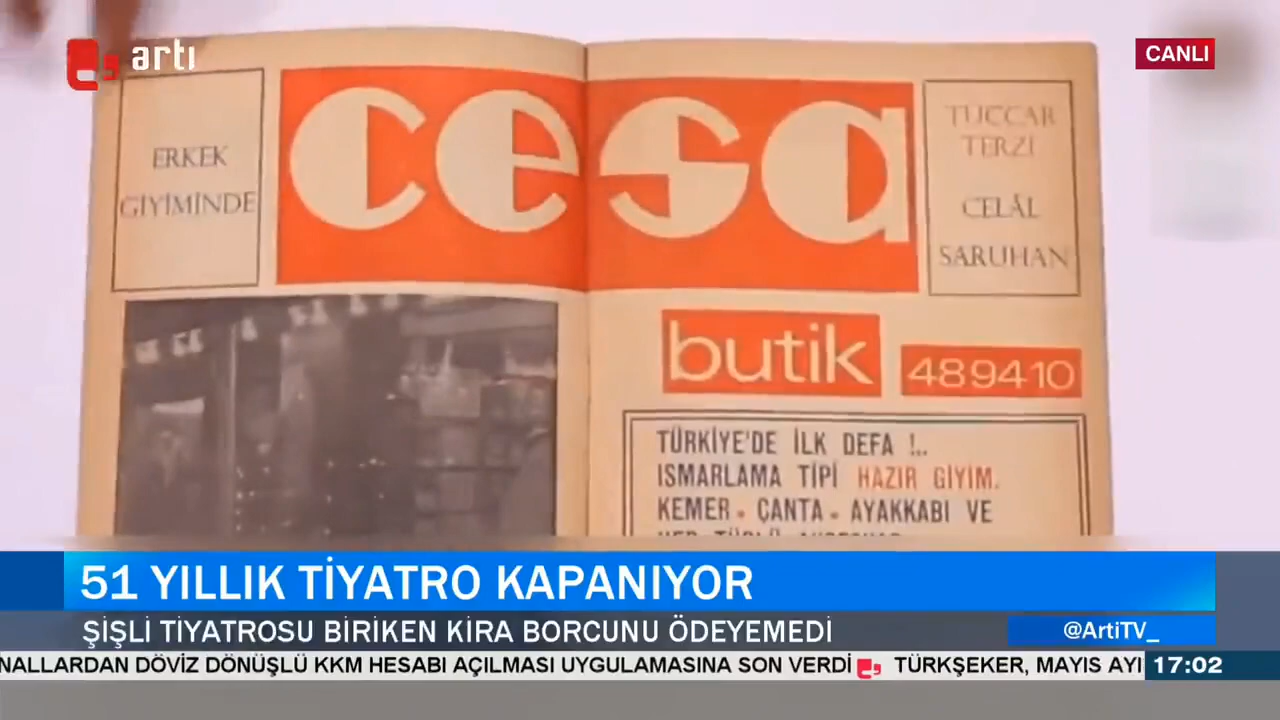 artı
CANLI
ERKEK
GİYİMİNDE
cesa
TÜCCAR
TERZİ
CELÂL
SARUHAN
butik
489410
TÜRKİYE'DE İLK DEFA !..
ISMARLAMA TİPİ HAZIR GİYİM.
KEMER - ÇANTA - AYAKKABI VE
51 YILLIK TİYATRO KAPANIYOR
ŞİŞLİ TİYATROSU BİRİKEN KİRA BORCUNU ÖDEYEMEDİ
@ArtiTV_
NALLARDAN DÖVİZ DÖNÜŞLÜ KKM HESABI AÇILMASI UYGULAMASINA SON VERDİ TÜRKŞEKER, MAYIS AYI
17:02